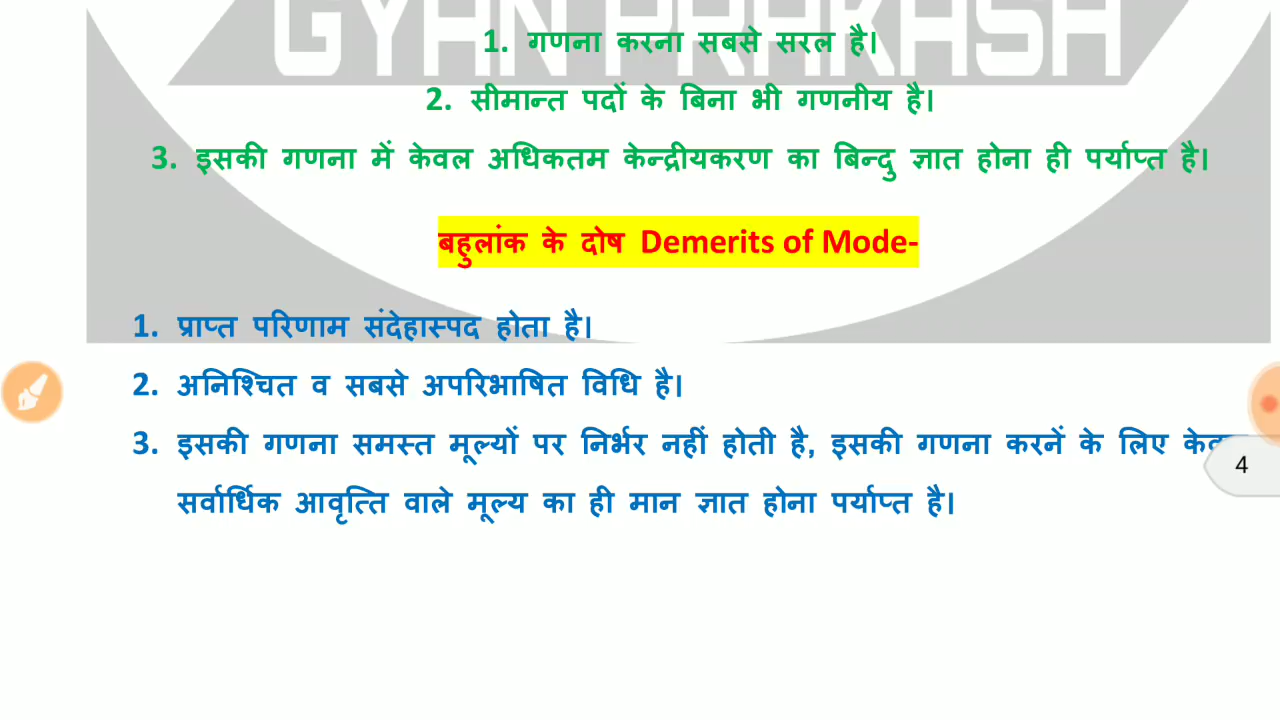 GYAN PRAKASH
1. गणना करना सबसे सरल है।
2. सीमान्त पदों के बिना भी गणनीय है।
3. इसकी गणना में केवल अधिकतम केन्द्रीयकरण का बिन्दु ज्ञात होना ही पर्याप्त है।
बहुलांक के दोष Demerits of Mode-
1. प्राप्त परिणाम संदेहास्पद होता है।
2. अनिश्चित व सबसे अपरिभाषित विधि है।
3. इसकी गणना समस्त मूल्यों पर निर्भर नहीं होती है, इसकी गणना करनें के लिए
4
सर्वार्धिक आवृत्ति वाले मूल्य का ही मान ज्ञात होना पर्याप्त है।